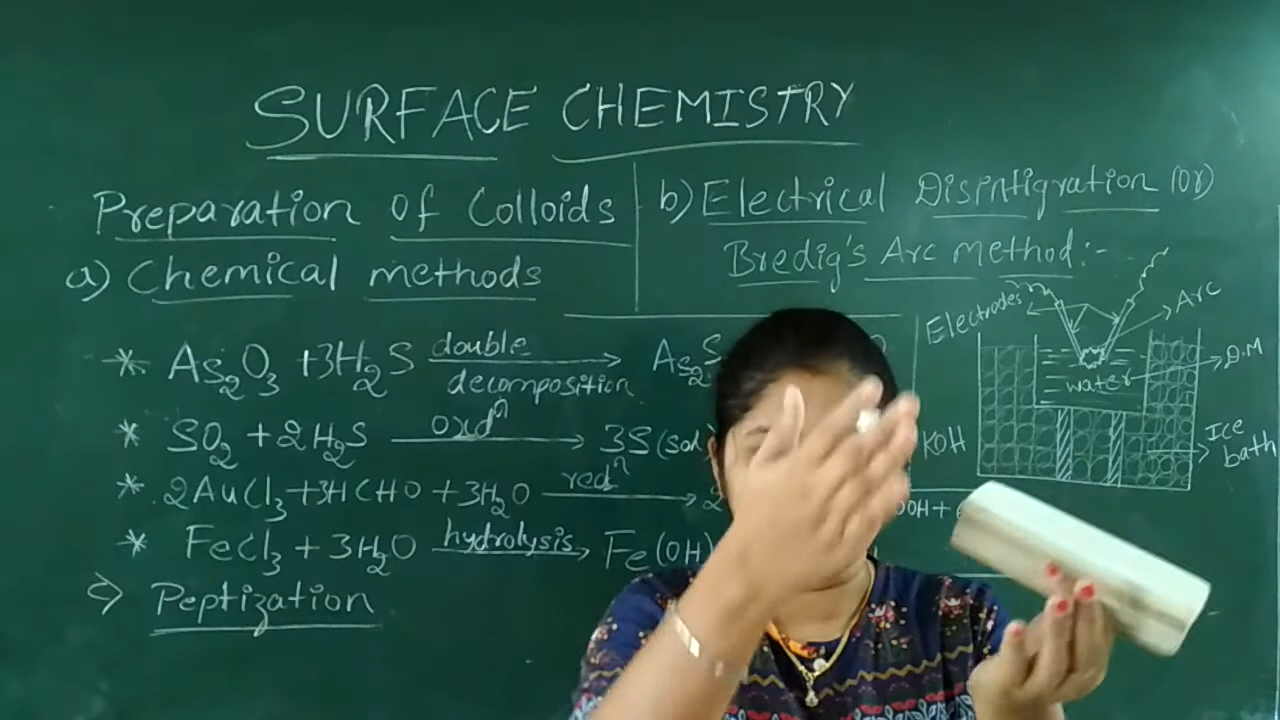 SURFACE CHEMISTRY
Preparation of Colloids
a) Chemical methods
* As2O3 + 3H2S double decomposition → As2S
* SO2 + 2H2S oxdn → 3S (sol)
* 2AuCl3 + 3HCHO + 3H2O redn → 2
OOH +
* FeCl3 + 3H2O hydrolysis → Fe(OH)
c) Peptization
b) Electrical Disintigration (or)
Bredig's Arc method:-
Electrodes
Arc
D.M
water
KOH
Ice
bath